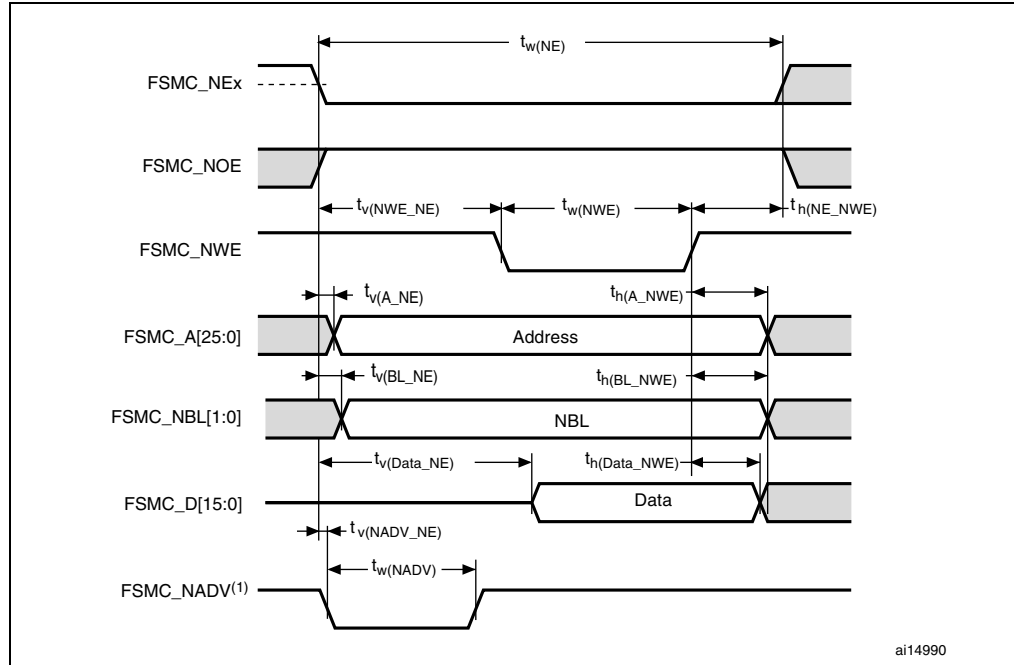 tw(NE)
FSMC_NEx
FSMC_NOE
tv(NWE_NE) tw(NWE) th(NE_NWE)
FSMC_NWE
tv(A_NE) th(A_NWE)
FSMC_A[25:0] Address
tv(BL_NE) th(BL_NWE)
FSMC_NBL[1:0] NBL
tv(Data_NE) th(Data_NWE)
FSMC_D[15:0] Data
tv(NADV_NE)
tw(NADV)
FSMC_NADV(1)
ai14990